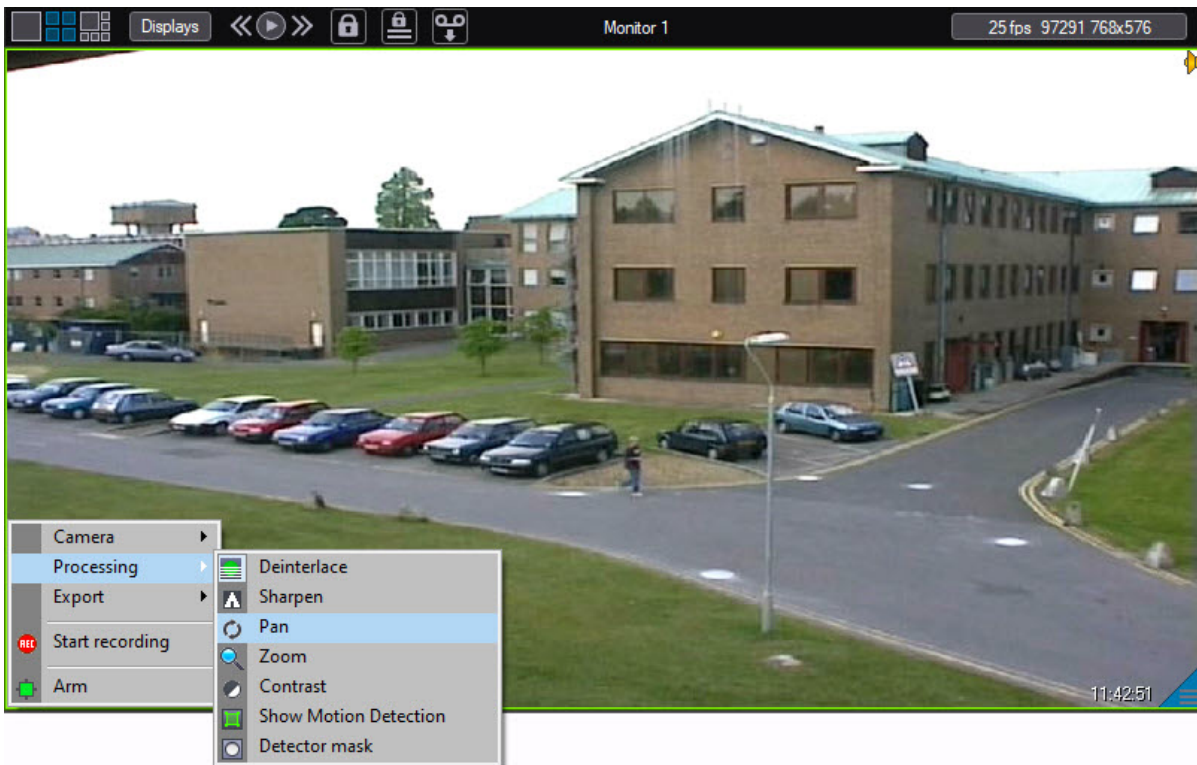 Displays
Monitor 1
25 fps 97291 768x576
Camera
Processing
Export
REC Start recording
Arm
Deinterlace
Sharpen
Pan
Zoom
Contrast
Show Motion Detection
Detector mask
11:42:51